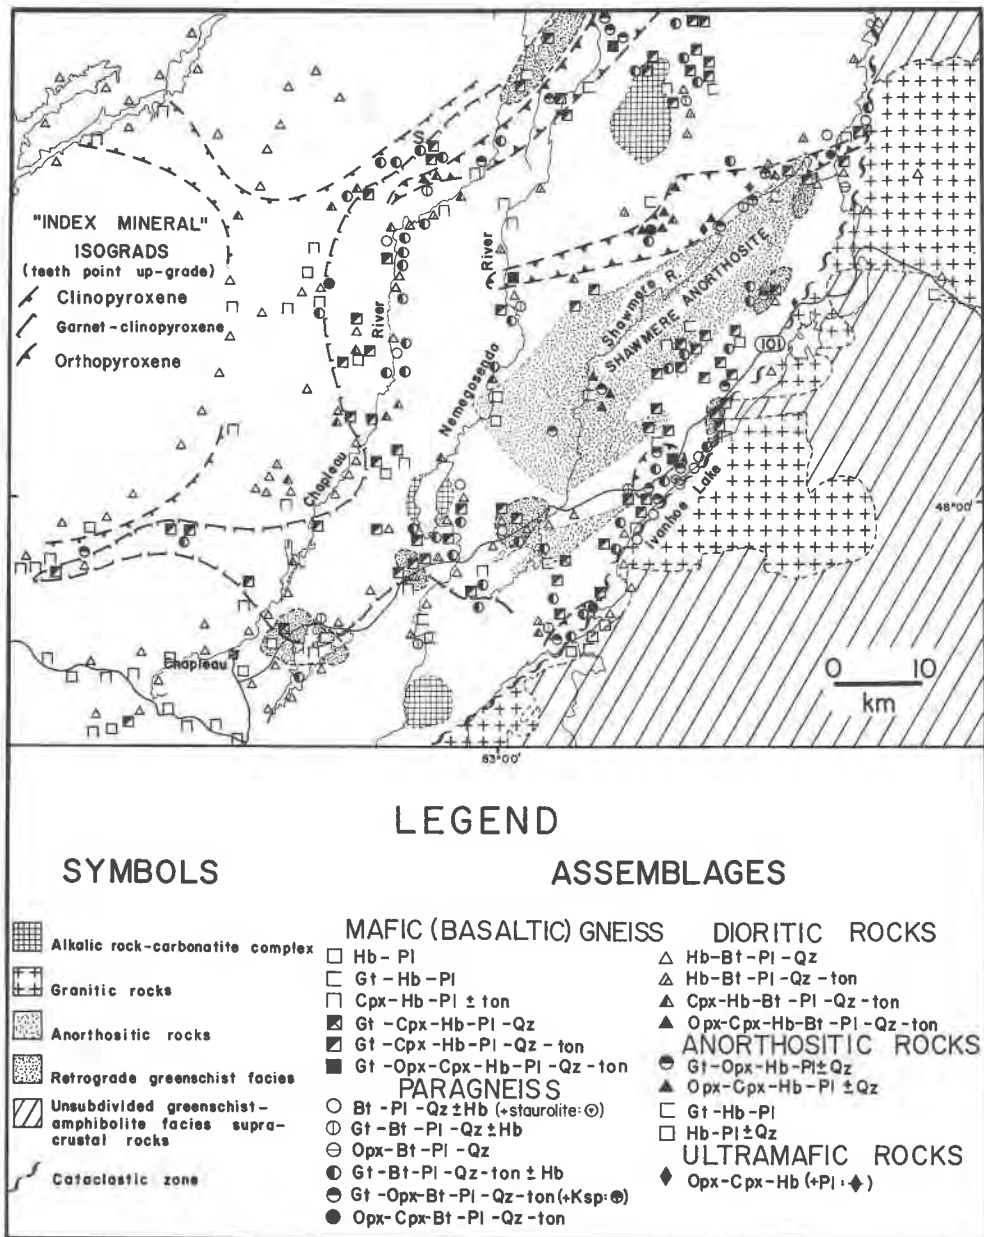 "INDEX MINERAL"
ISOGRADS
(teeth point up-grade)
Clinopyroxene
Garnet-clinopyroxene
Orthopyroxene
S
River
River
Nemegosenda
Chapleau
Chapleau
Shawmere R
SHAWMERE ANORTHOSITE
101
Ivanhoe Lake
48°00'
0 10
km
83°00'
LEGEND
SYMBOLS
Alkalic rock-carbonatite complex
Granitic rocks
Anorthositic rocks
Retrograde greenschist facies
Unsubdivided greenschist-
amphibolite facies supra-
crustal rocks
Cataclastic zone
ASSEMBLAGES
MAFIC (BASALTIC) GNEISS
Hb-Pl
Gt-Hb-Pl
Cpx-Hb-Pl ± ton
Gt-Cpx-Hb-Pl-Qz
Gt-Cpx-Hb-Pl-Qz-ton
Gt-Opx-Cpx-Hb-Pl-Qz-ton
PARAGNEISS
Bt-Pl-Qz±Hb (+staurolite:⊙)
Gt-Bt-Pl-Qz±Hb
Opx-Bt-Pl-Qz
Gt-Bt-Pl-Qz-ton ± Hb
Gt-Opx-Bt-Pl-Qz-ton (+Ksp: )
Opx-Cpx-Bt-Pl-Qz-ton
DIORITIC ROCKS
Hb-Bt-Pl-Qz
Hb-Bt-Pl-Qz-ton
Cpx-Hb-Bt-Pl-Qz-ton
Opx-Cpx-Hb-Bt-Pl-Qz-ton
ANORTHOSITIC ROCKS
Gt-Opx-Hb-Pl±Qz
Opx-Cpx-Hb-Pl±Qz
Gt-Hb-Pl
Hb-Pl±Qz
ULTRAMAFIC ROCKS
Opx-Cpx-Hb (+Pl: )